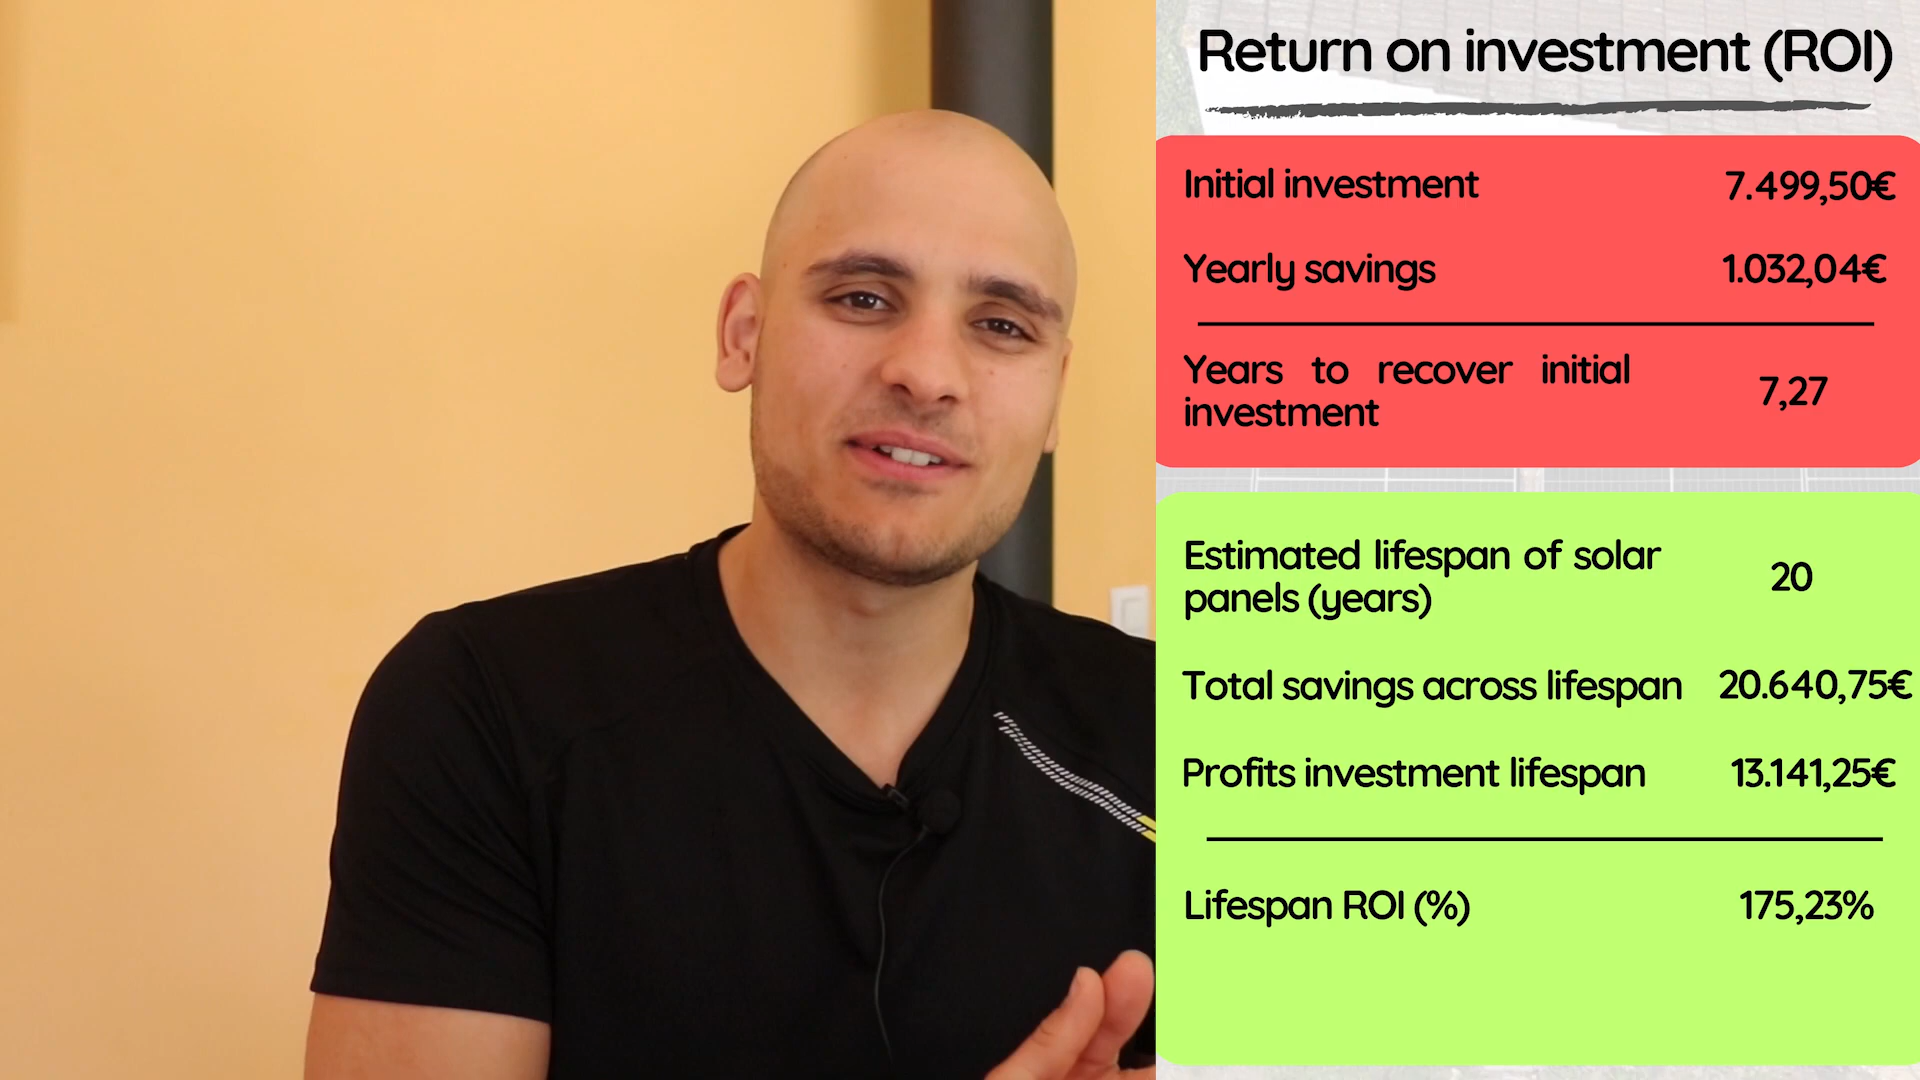 Return on investment (ROI)
Initial investment 7.499,50€
Yearly savings 1.032,04€
Years to recover initial
investment 7,27
Estimated lifespan of solar
panels (years) 20
Total savings across lifespan 20.640,75€
Profits investment lifespan 13.141,25€
Lifespan ROI (%) 175,23%